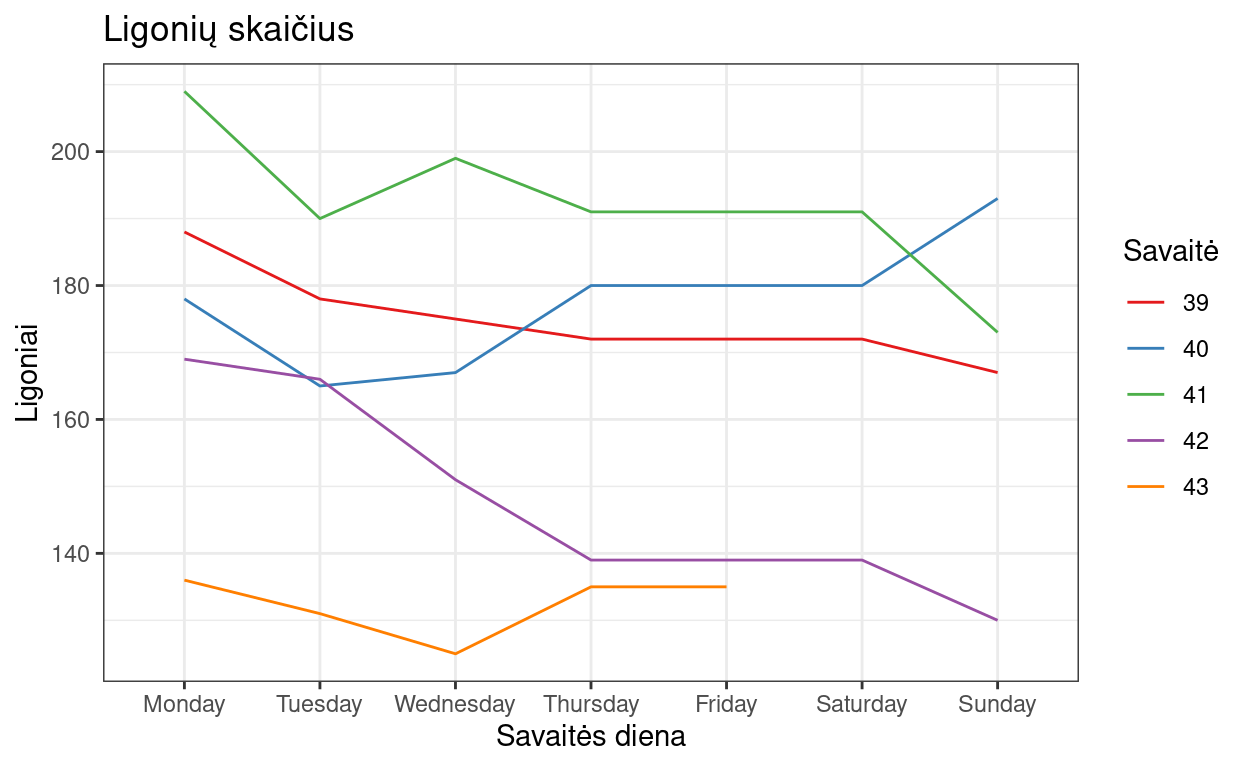 Ligonių skaičius
Ligoniai
200
180
160
140
Monday Tuesday Wednesday Thursday Friday Saturday Sunday
Savaitės diena
Savaitė
39
40
41
42
43